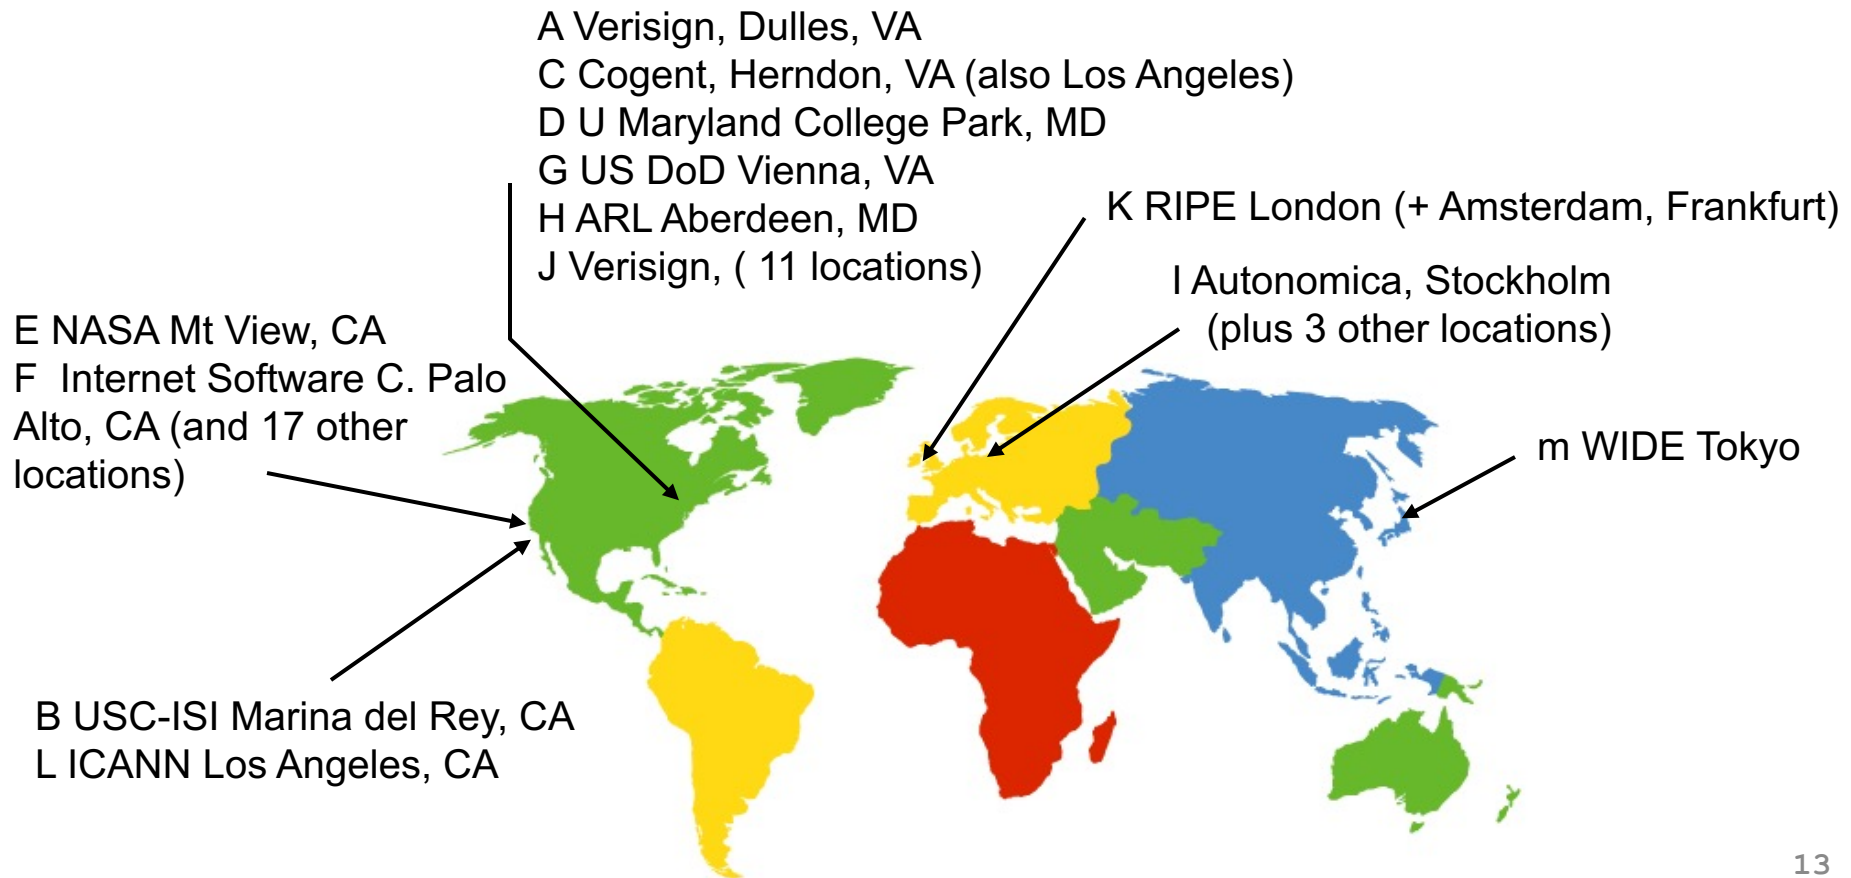 A Verisign, Dulles, VA
C Cogent, Herndon, VA (also Los Angeles)
D U Maryland College Park, MD
G US DoD Vienna, VA
H ARL Aberdeen, MD
J Verisign, ( 11 locations)
K RIPE London (+ Amsterdam, Frankfurt)
I Autonomica, Stockholm
(plus 3 other locations)
E NASA Mt View, CA
F  Internet Software C. Palo
Alto, CA (and 17 other
locations)
m WIDE Tokyo
B USC-ISI Marina del Rey, CA
L ICANN Los Angeles, CA
13